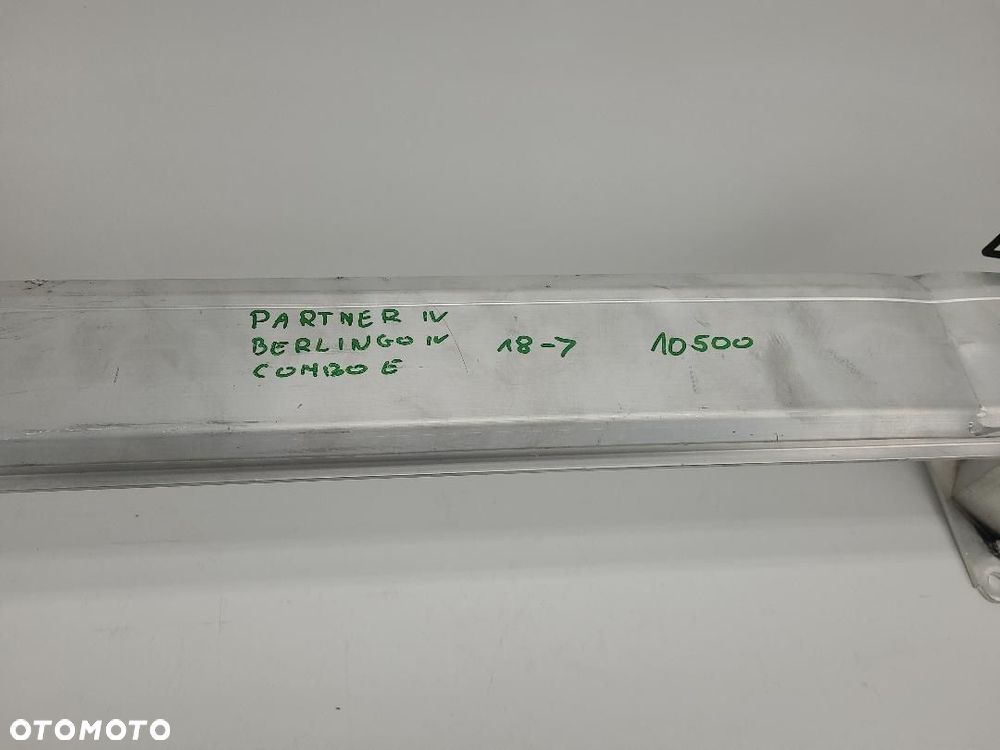 PARTNER IV
BERLINGO IV 18-7 10500
COMBO E
OTOMOTO